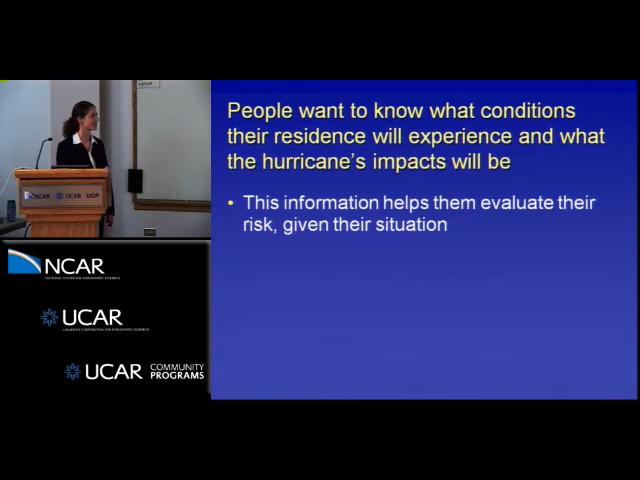 People want to know what conditions
their residence will experience and what
the hurricane's impacts will be
• This information helps them evaluate their
risk, given their situation
NCAR UCAR UOP
NCAR
NATIONAL CENTER FOR ATMOSPHERIC RESEARCH
UCAR
UNIVERSITY CORPORATION FOR ATMOSPHERIC RESEARCH
UCAR COMMUNITY
PROGRAMS